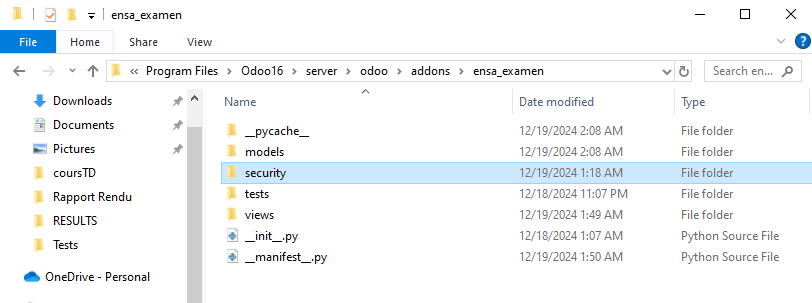 ensa_examen
File Home Share View
« Program Files > Odoo16 > server > odoo > addons > ensa_examen
Search en...
Name Date modified Type
Downloads
Documents
Pictures
coursTD
Rapport Rendu
RESULTS
Tests
OneDrive - Personal
__pycache__ 12/19/2024 2:08 AM File folder
models 12/19/2024 2:08 AM File folder
security 12/19/2024 1:18 AM File folder
tests 12/18/2024 11:07 PM File folder
views 12/19/2024 1:49 AM File folder
__init__.py 12/18/2024 1:07 AM Python Source File
__manifest__.py 12/19/2024 1:50 AM Python Source File